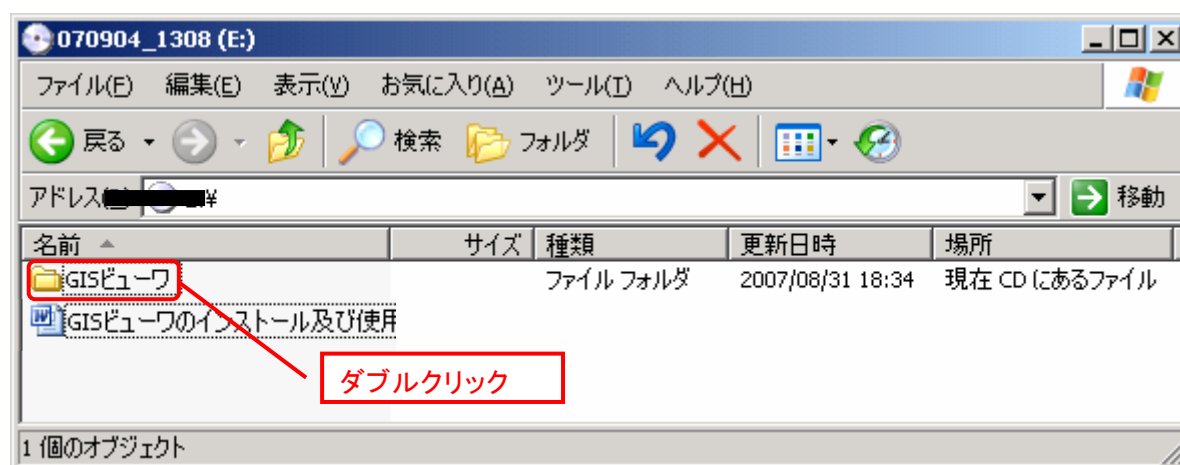 070904_1308 (E:)
ファイル(F) 編集(E) 表示(V) お気に入り(A) ツール(T) ヘルプ(H)
戻る 検索 フォルダ
アドレス ¥ 移動
名前 サイズ 種類 更新日時 場所
GISビューワ ファイル フォルダ 2007/08/31 18:34 現在 CD にあるファイル
GISビューワのインストール及び使用
ダブルクリック
1 個のオブジェクト